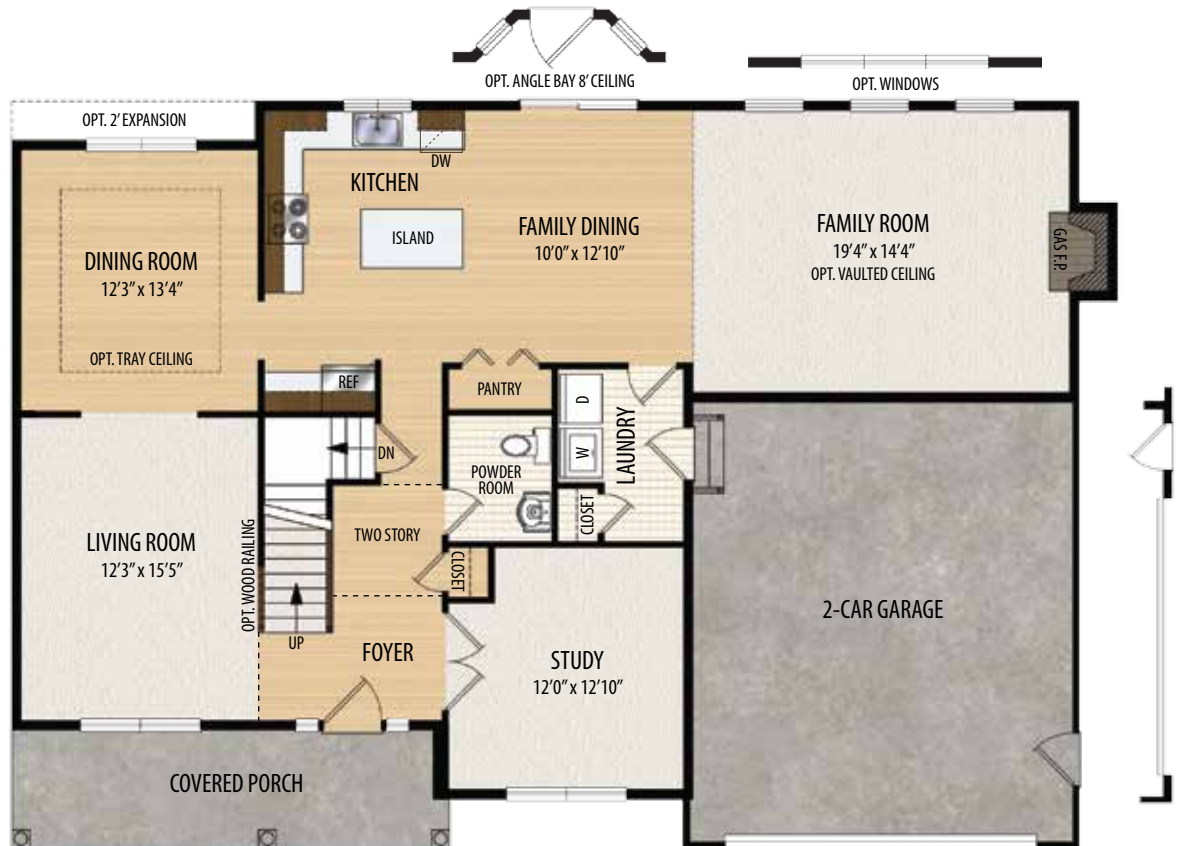 OPT. ANGLE BAY 8' CEILING
OPT. WINDOWS
OPT. 2' EXPANSION
DW
KITCHEN
ISLAND
FAMILY DINING
10'0" x 12'10"
FAMILY ROOM
19'4" x 14'4"
OPT. VAULTED CEILING
GAS F.P.
DINING ROOM
12'3" x 13'4"
OPT. TRAY CEILING
REF
PANTRY
D
W
LAUNDRY
DN
POWDER
ROOM
CLOSET
LIVING ROOM
12'3" x 15'5"
OPT. WOOD RAILING
TWO STORY
CLOSET
UP
FOYER
STUDY
12'0" x 12'10"
2-CAR GARAGE
COVERED PORCH